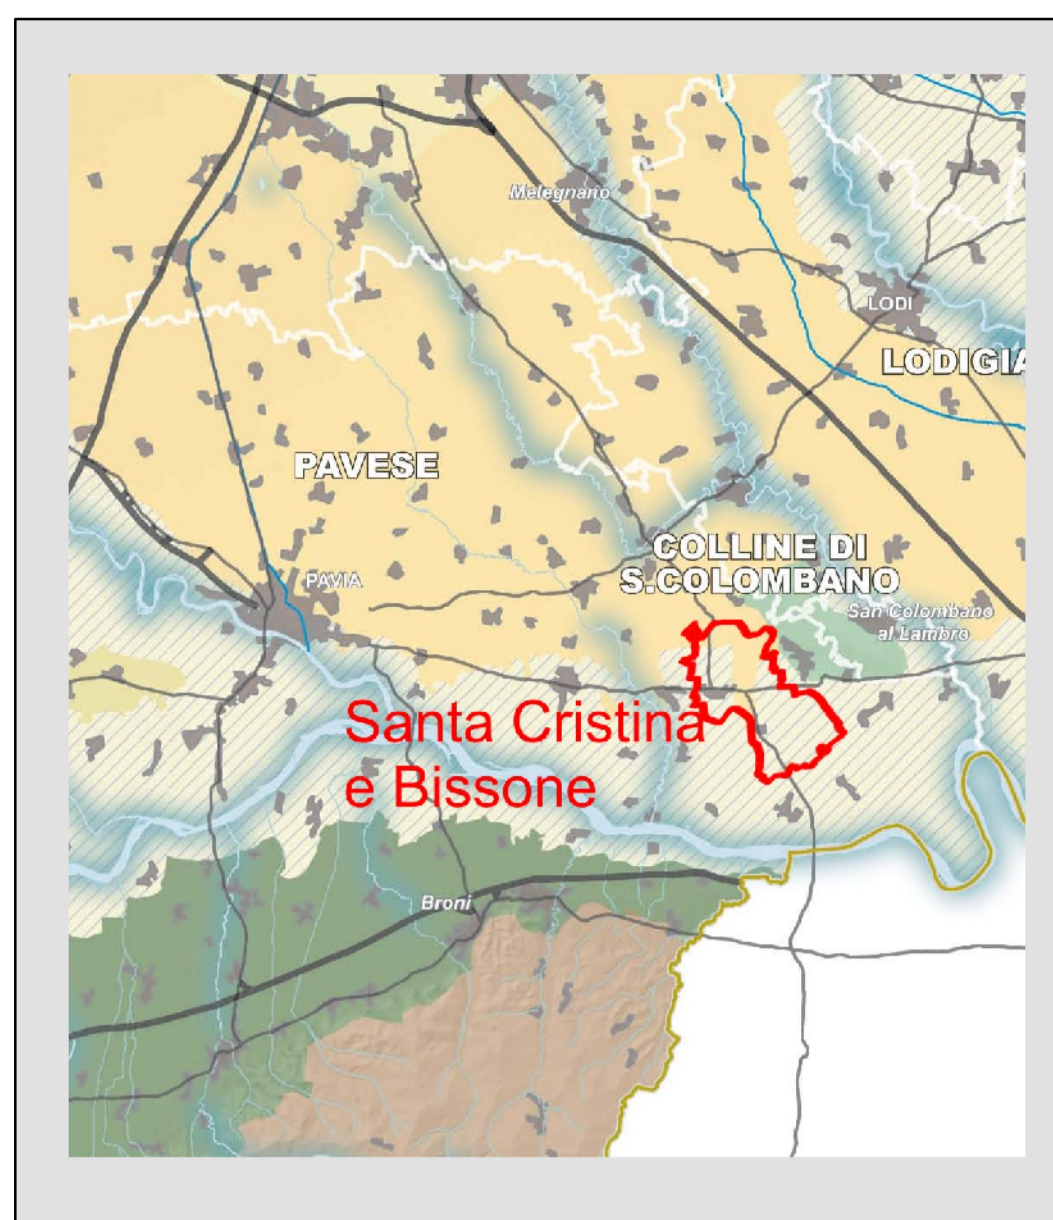 Melegnano
LODI
LODIGIA
PAVESE
COLLINE DI
S.COLOMBANO
PAVIA
San Colombano
al Lambro
Santa Cristina
e Bissone
Broni